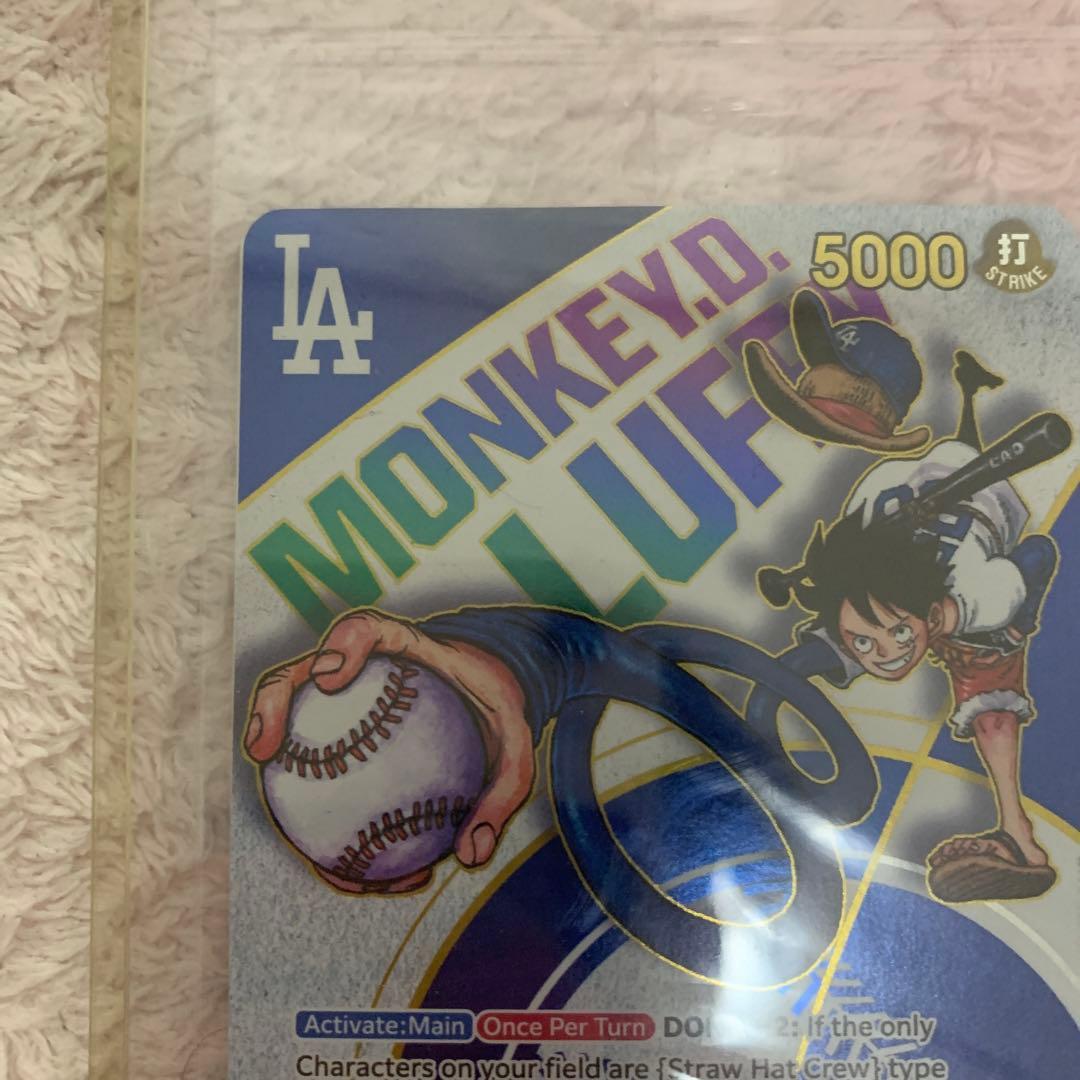 LA
5000
打
STRIKE
MONKEY.D.
LUFFY
LA
Activate:Main Once Per Turn If the only
Characters on your field are {Straw Hat Crew} type